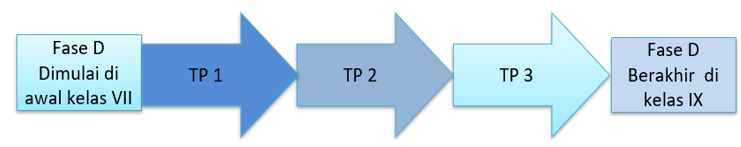 Fase D
Dimulai di
awal kelas VII
TP 1
TP 2
TP 3
Fase D
Berakhir di
kelas IX